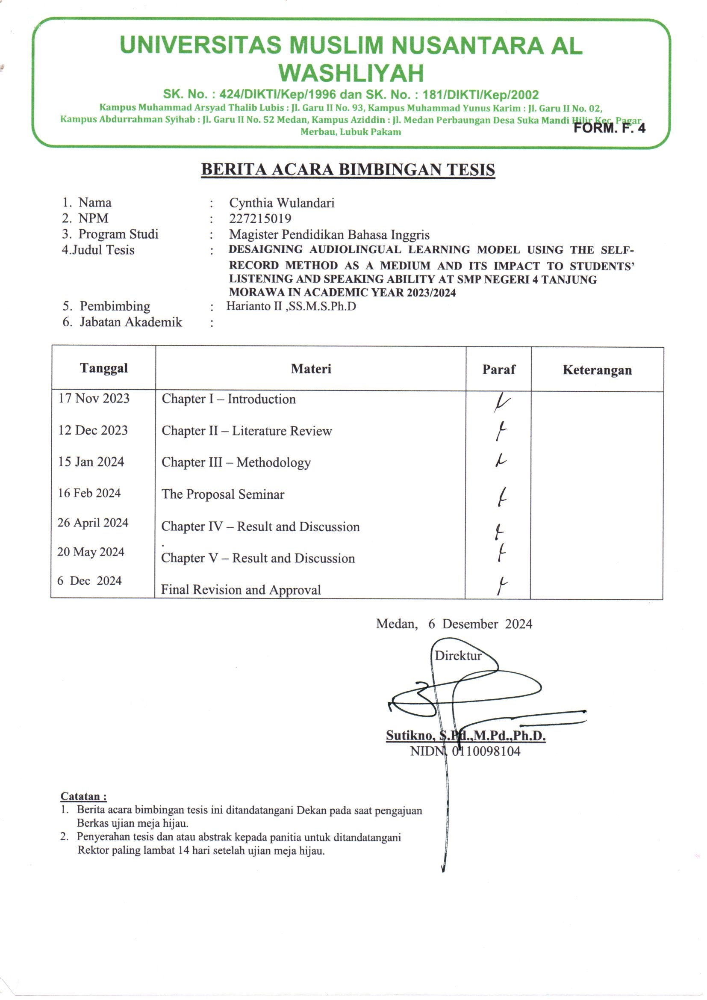 UNIVERSITAS MUSLIM NUSANTARA AL
WASHLIYAH
SK. No. : 424/DIKTI/Kep/1996 dan SK. No. : 181/DIKTI/Kep/2002
Kampus Muhammad Arsyad Thalib Lubis : Jl. Garu II No. 93, Kampus Muhammad Yunus Karim : Jl. Garu II No. 02,
Kampus Abdurrahman Syihab : Jl. Garu II No. 52 Medan, Kampus Aziddin : Jl. Medan Perbaungan Desa Suka Mandi Hilir Kec. Pagar
Merbau, Lubuk Pakam
FORM. F. 4
BERITA ACARA BIMBINGAN TESIS
1. Nama : Cynthia Wulandari
2. NPM : 227215019
3. Program Studi : Magister Pendidikan Bahasa Inggris
4.Judul Tesis : DESAIGNING AUDIOLINGUAL LEARNING MODEL USING THE SELF-
RECORD METHOD AS A MEDIUM AND ITS IMPACT TO STUDENTS'
LISTENING AND SPEAKING ABILITY AT SMP NEGERI 4 TANJUNG
MORAWA IN ACADEMIC YEAR 2023/2024
5. Pembimbing : Harianto II ,SS.M.S.Ph.D
6. Jabatan Akademik :
Tanggal Materi Paraf Keterangan
17 Nov 2023 Chapter I – Introduction
12 Dec 2023 Chapter II – Literature Review
15 Jan 2024 Chapter III – Methodology
16 Feb 2024 The Proposal Seminar
26 April 2024 Chapter IV – Result and Discussion
.
20 May 2024 Chapter V – Result and Discussion
6 Dec 2024 Final Revision and Approval
Medan, 6 Desember 2024
Direktur
Sutikno, S.Pd.,M.Pd.,Ph.D.
NIDN. 0110098104
Catatan :
1. Berita acara bimbingan tesis ini ditandatangani Dekan pada saat pengajuan
Berkas ujian meja hijau.
2. Penyerahan tesis dan atau abstrak kepada panitia untuk ditandatangani
Rektor paling lambat 14 hari setelah ujian meja hijau.